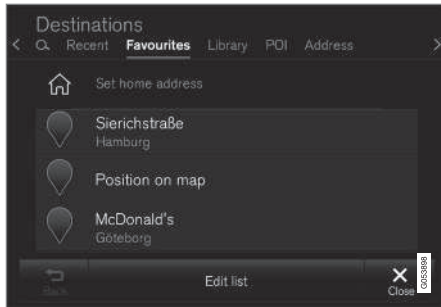 Destinations
Recent Favourites Library POI Address
Set home address
Sierichstraße
Hamburg
Position on map
McDonald's
Göteborg
Back
Edit list
Close
G053898